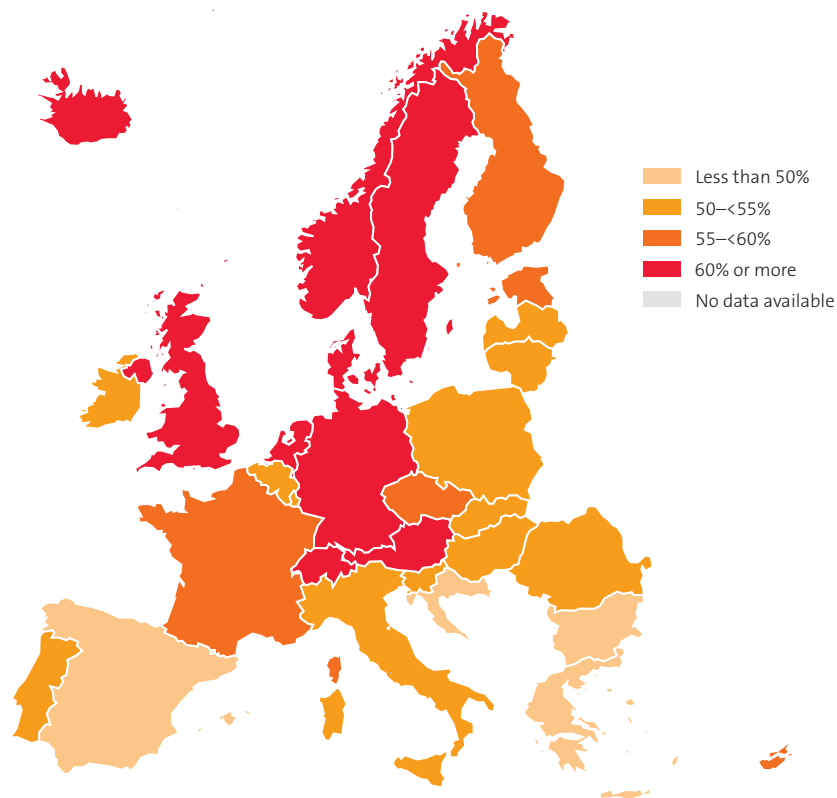 Less than 50%
50–<55%
55–<60%
60% or more
No data available